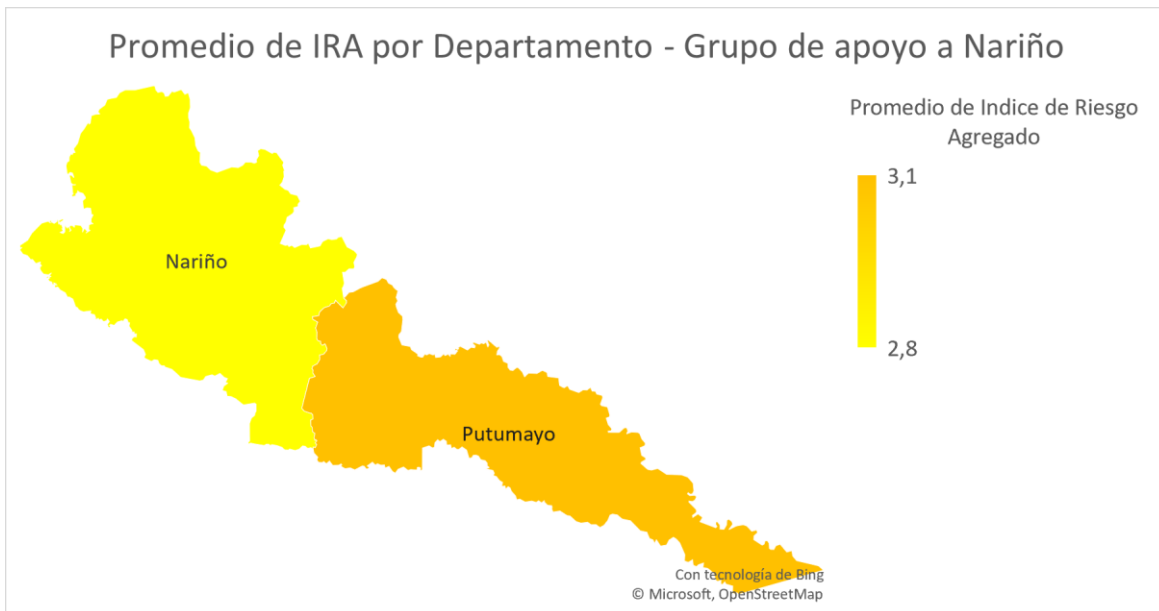 Promedio de IRA por Departamento - Grupo de apoyo a Nariño
Promedio de Indice de Riesgo
Agregado
3,1
2,8
Nariño
Putumayo
Con tecnología de Bing
© Microsoft, OpenStreetMap